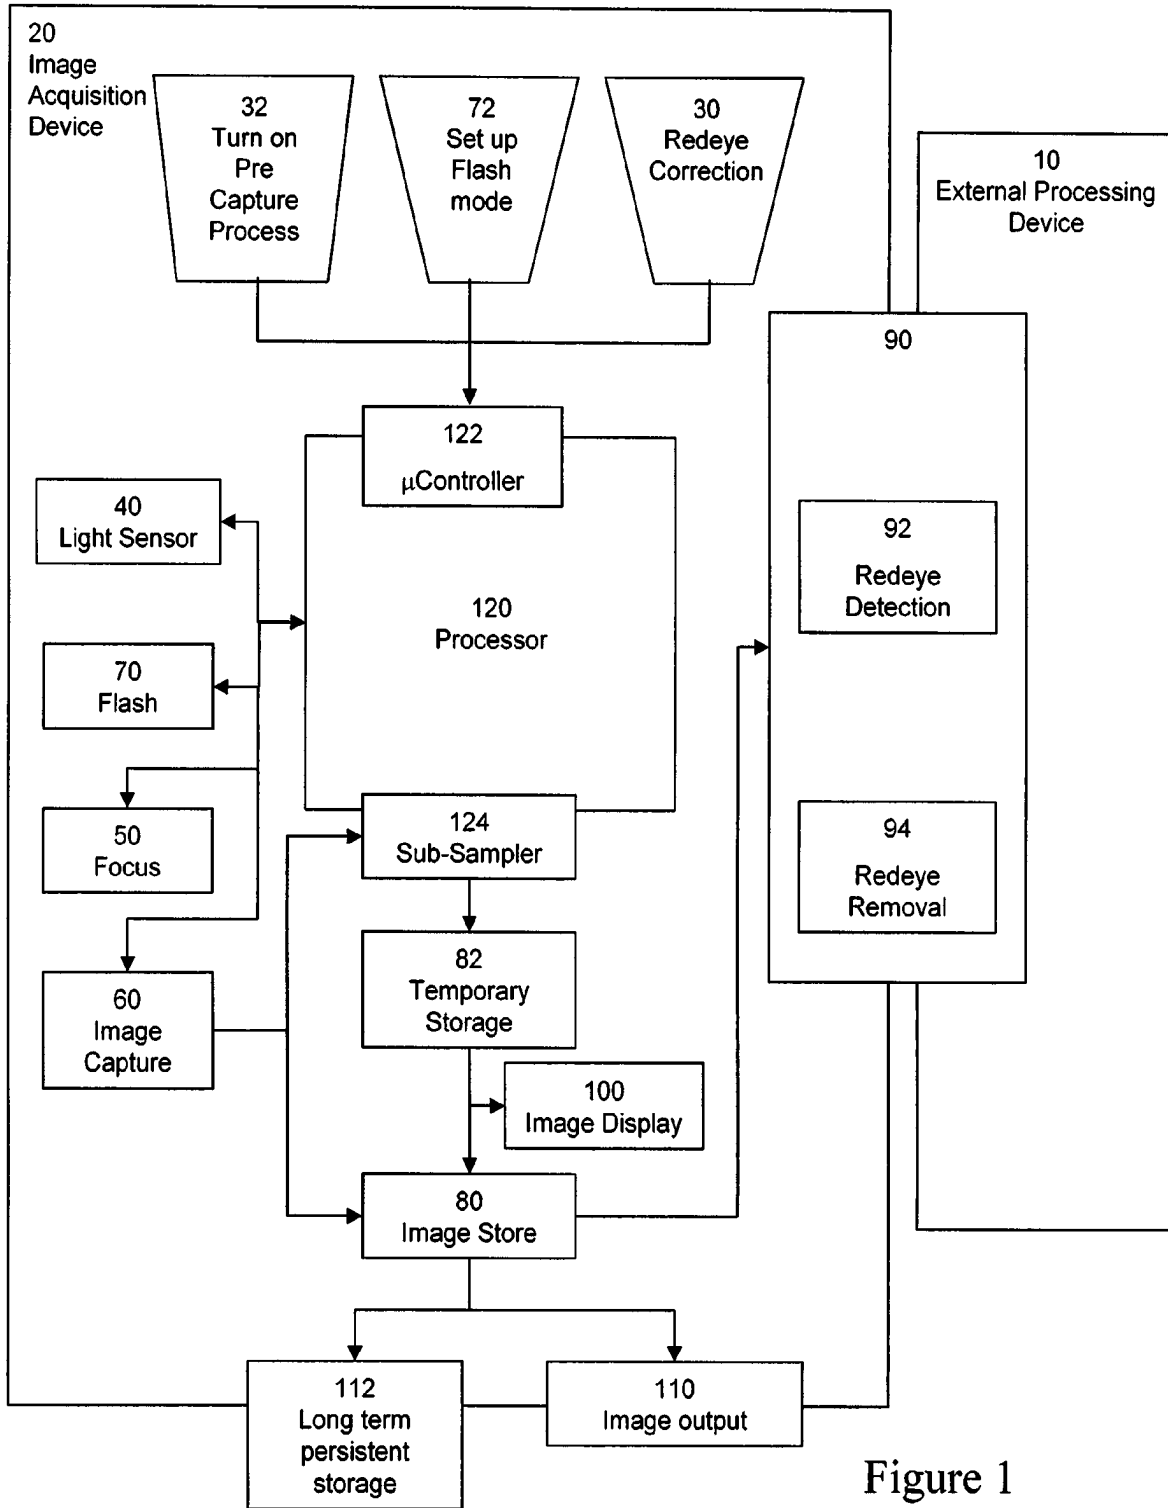 20
Image
Acquisition
Device
32
Turn on
Pre
Capture
Process
72
Set up
Flash
mode
30
Redeye
Correction
10
External Processing
Device
90
122
μController
40
Light Sensor
92
Redeye
Detection
120
Processor
70
Flash
50
Focus
124
Sub-Sampler
94
Redeye
Removal
60
Image
Capture
82
Temporary
Storage
100
Image Display
80
Image Store
112
Long term
persistent
storage
110
Image output
Figure 1